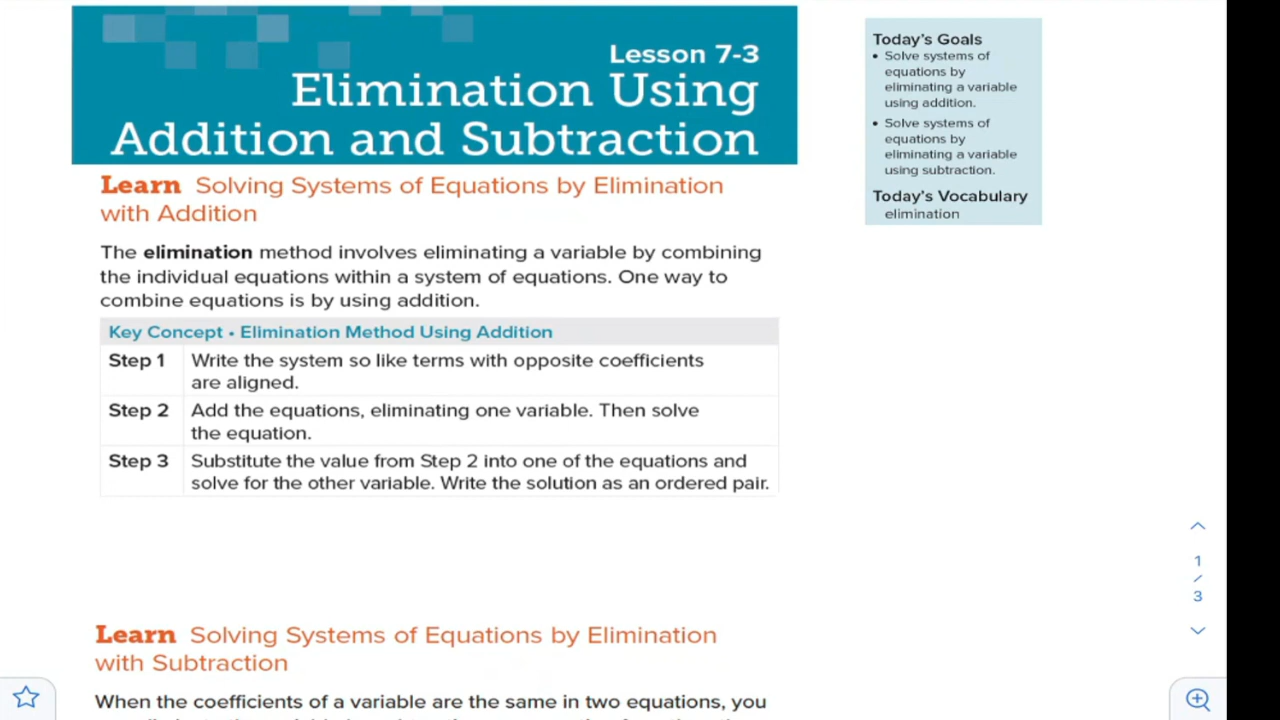 Lesson 7-3
Elimination Using
Addition and Subtraction
Learn Solving Systems of Equations by Elimination
with Addition
The elimination method involves eliminating a variable by combining
the individual equations within a system of equations. One way to
combine equations is by using addition.
Key Concept • Elimination Method Using Addition
Step 1 Write the system so like terms with opposite coefficients
are aligned.
Step 2 Add the equations, eliminating one variable. Then solve
the equation.
Step 3 Substitute the value from Step 2 into one of the equations and
solve for the other variable. Write the solution as an ordered pair.
Learn Solving Systems of Equations by Elimination
with Subtraction
When the coefficients of a variable are the same in two equations, you
Today's Goals
• Solve systems of
equations by
eliminating a variable
using addition.
• Solve systems of
equations by
eliminating a variable
using subtraction.
Today's Vocabulary
elimination
1
/
3